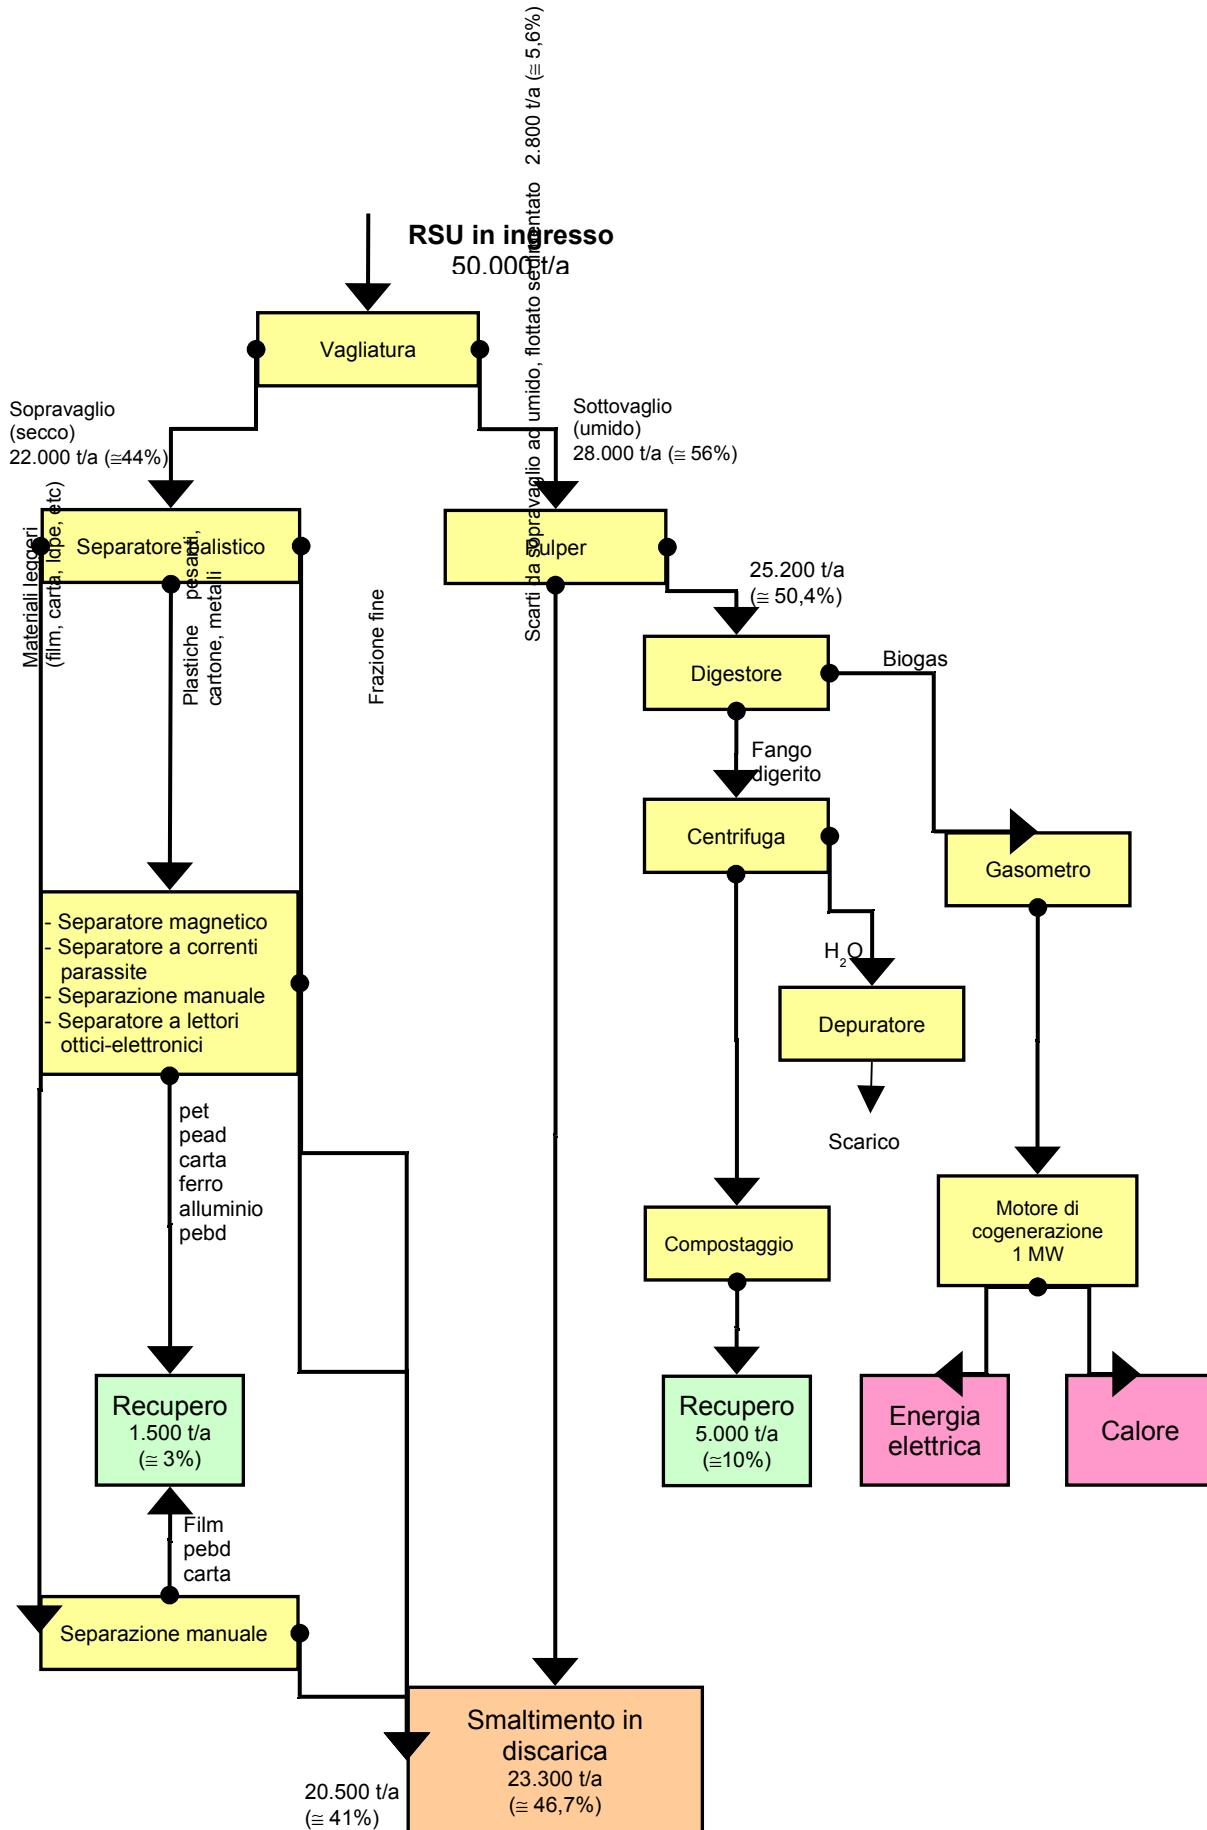 RSU in ingresso
50.000 t/a
Vagliatura
Sopravaglio
(secco)
22.000 t/a (≅44%)
Sottovaglio
(umido)
28.000 t/a (≅ 56%)
Scarti da sopravaglio ad umido, flottato sedimentato 2.800 t/a (≅ 5,6%)
Separatore balistico
Pulper
Materiali leggeri
(film, carta, ldpe, etc)
Plastiche pesanti,
cartone, metalli
Frazione fine
25.200 t/a
(≅ 50,4%)
Digestore
Biogas
Fango
digerito
Centrifuga
Gasometro
- Separatore magnetico
- Separatore a correnti
parassite
- Separazione manuale
- Separatore a lettori
ottici-elettronici
H₂O
Depuratore
Scarico
pet
pead
carta
ferro
alluminio
pebd
Compostaggio
Motore di
cogenerazione
1 MW
Recupero
1.500 t/a
(≅ 3%)
Recupero
5.000 t/a
(≅10%)
Energia
elettrica
Calore
Film
pebd
carta
Separazione manuale
Smaltimento in
discarica
23.300 t/a
(≅ 46,7%)
20.500 t/a
(≅ 41%)